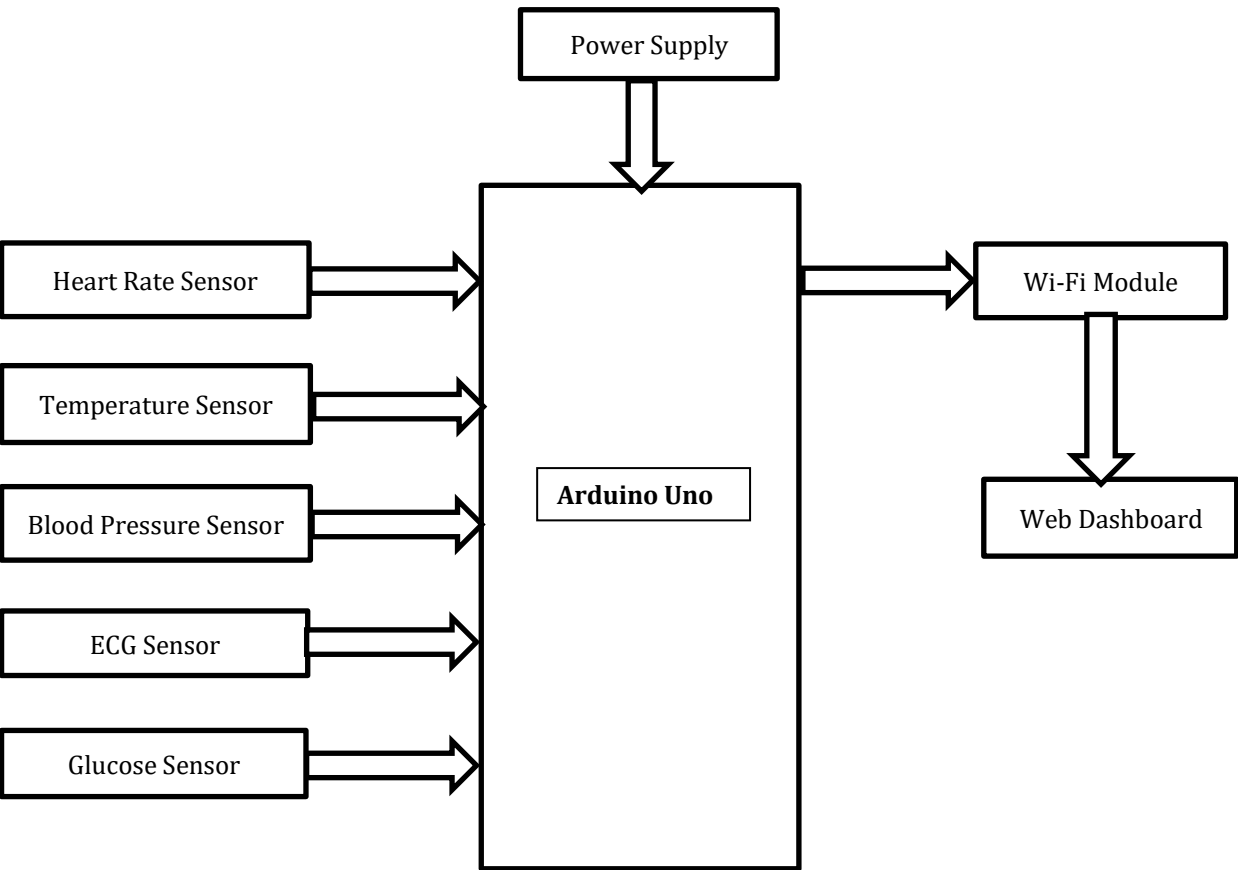 Power Supply
Heart Rate Sensor
Wi-Fi Module
Temperature Sensor
Arduino Uno
Blood Pressure Sensor
Web Dashboard
ECG Sensor
Glucose Sensor